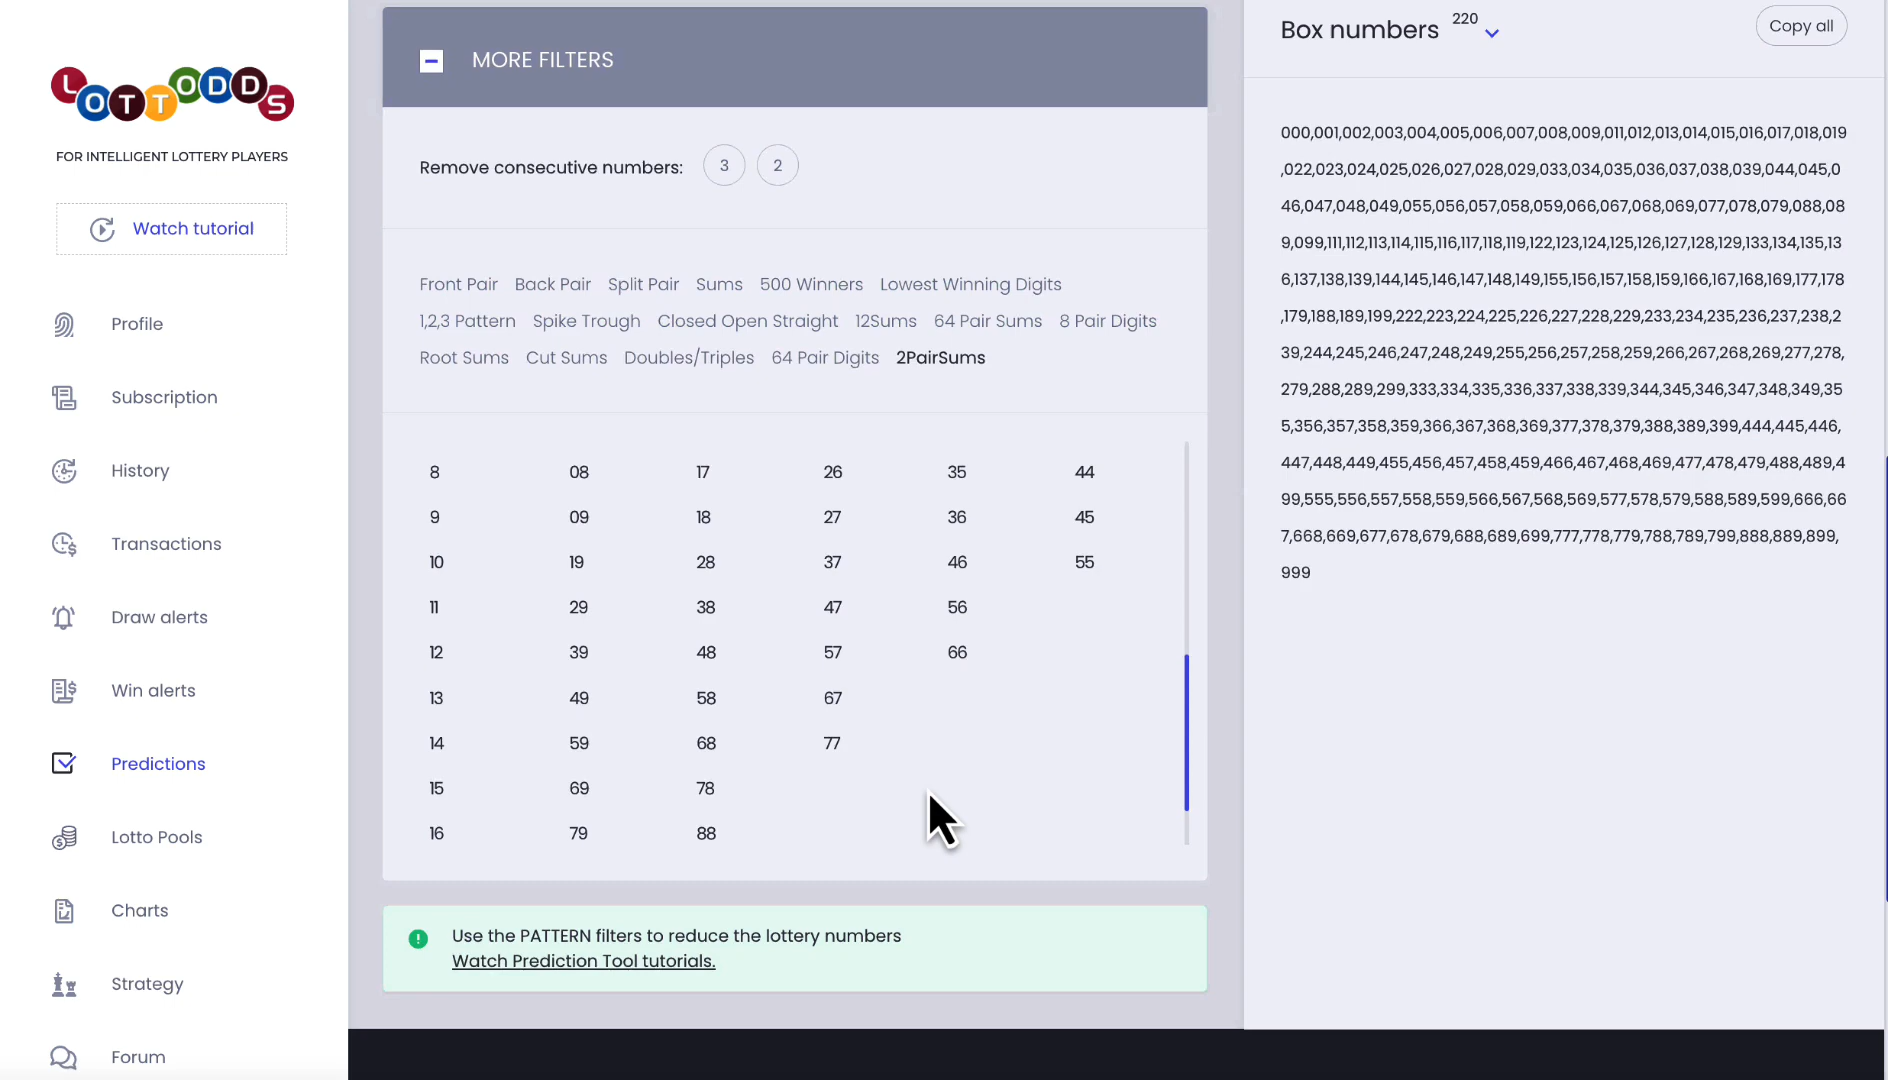 LOTTODDS
FOR INTELLIGENT LOTTERY PLAYERS
Watch tutorial
Profile
Subscription
History
Transactions
Draw alerts
Win alerts
Predictions
Lotto Pools
Charts
Strategy
Forum
MORE FILTERS
Remove consecutive numbers: 3 2
Front Pair Back Pair Split Pair Sums 500 Winners Lowest Winning Digits
1,2,3 Pattern Spike Trough Closed Open Straight 12Sums 64 Pair Sums 8 Pair Digits
Root Sums Cut Sums Doubles/Triples 64 Pair Digits 2PairSums
8 08 17 26 35 44
9 09 18 27 36 45
10 19 28 37 46 55
11 29 38 47 56
12 39 48 57 66
13 49 58 67
14 59 68 77
15 69 78
16 79 88
! Use the PATTERN filters to reduce the lottery numbers
Watch Prediction Tool tutorials.
Box numbers 220
Copy all
000,001,002,003,004,005,006,007,008,009,011,012,013,014,015,016,017,018,019
,022,023,024,025,026,027,028,029,033,034,035,036,037,038,039,044,045,0
46,047,048,049,055,056,057,058,059,066,067,068,069,077,078,079,088,08
9,099,111,112,113,114,115,116,117,118,119,122,123,124,125,126,127,128,129,133,134,135,13
6,137,138,139,144,145,146,147,148,149,155,156,157,158,159,166,167,168,169,177,178
,179,188,189,199,222,223,224,225,226,227,228,229,233,234,235,236,237,238,2
39,244,245,246,247,248,249,255,256,257,258,259,266,267,268,269,277,278,
279,288,289,299,333,334,335,336,337,338,339,344,345,346,347,348,349,35
5,356,357,358,359,366,367,368,369,377,378,379,388,389,399,444,445,446,
447,448,449,455,456,457,458,459,466,467,468,469,477,478,479,488,489,4
99,555,556,557,558,559,566,567,568,569,577,578,579,588,589,599,666,66
7,668,669,677,678,679,688,689,699,777,778,779,788,789,799,888,889,899,
999